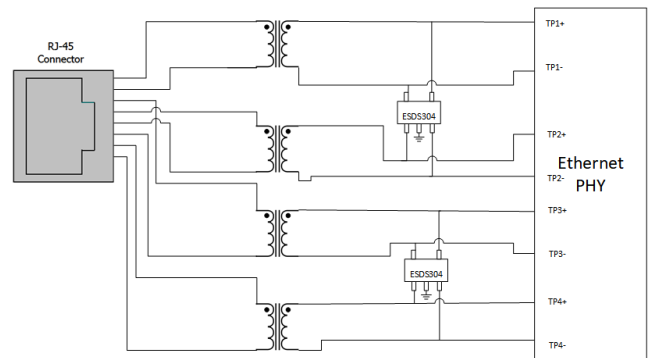 RJ-45
Connector
TP1+
TP1-
ESDS304
TP2+
Ethernet
PHY
TP2-
TP3+
TP3-
ESDS304
TP4+
TP4-